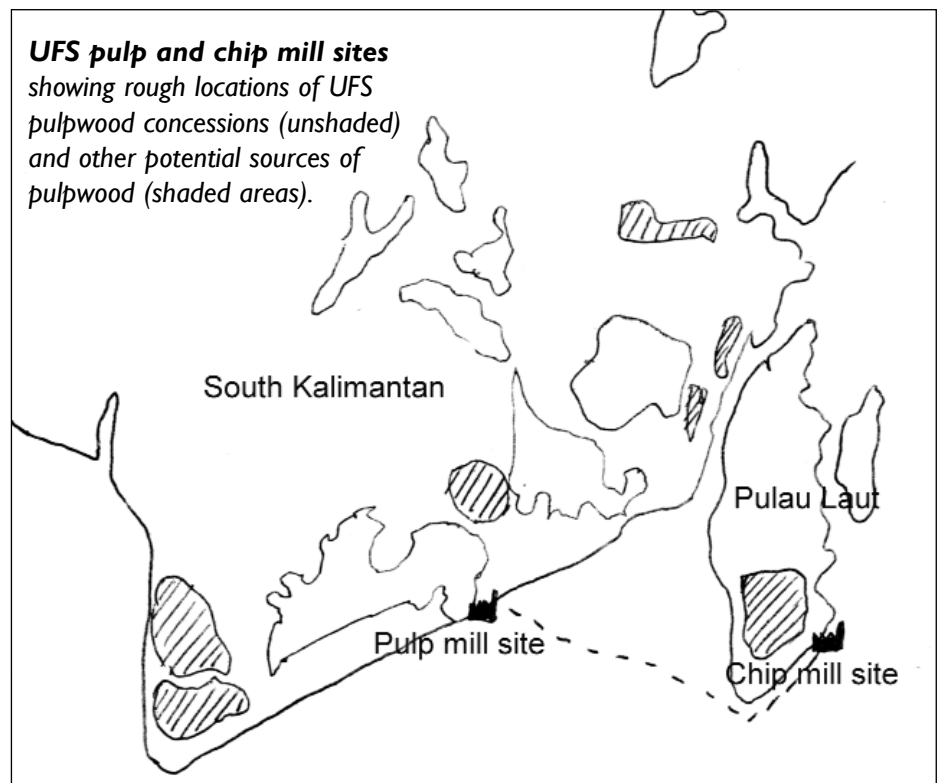 UFS pulp and chip mill sites
showing rough locations of UFS
pulpwood concessions (unshaded)
and other potential sources of
pulpwood (shaded areas).
South Kalimantan
Pulau Laut
Pulp mill site
Chip mill site